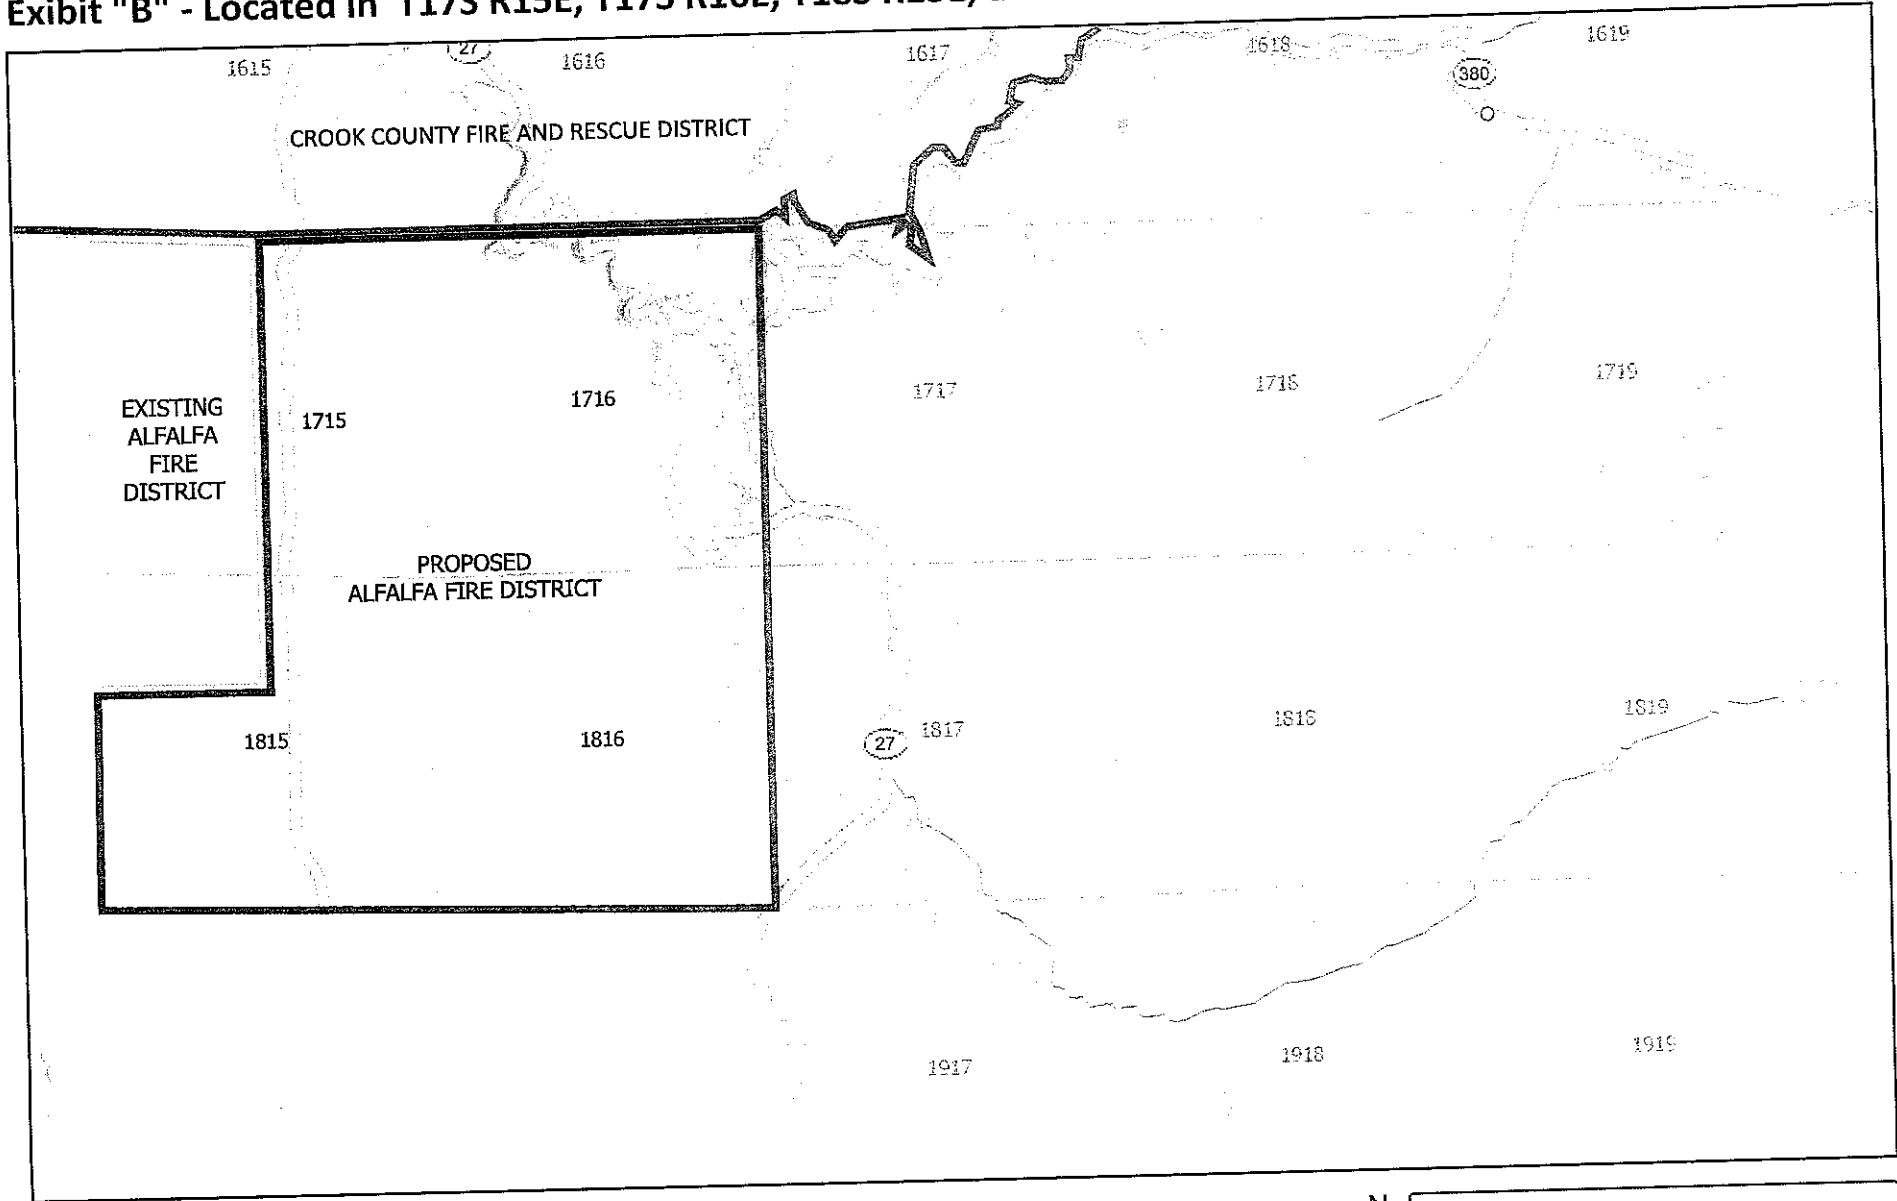 Exibit "B" - Located in T17S R15E, T17S R16E, T18S
1615
27
1616
1617
1618
1619
380
CROOK COUNTY FIRE AND RESCUE DISTRICT
EXISTING
ALFALFA
FIRE
DISTRICT
1715
1716
1717
1718
1719
PROPOSED
ALFALFA FIRE DISTRICT
1815
1816
27
1817
1818
1819
1917
1918
1919
N